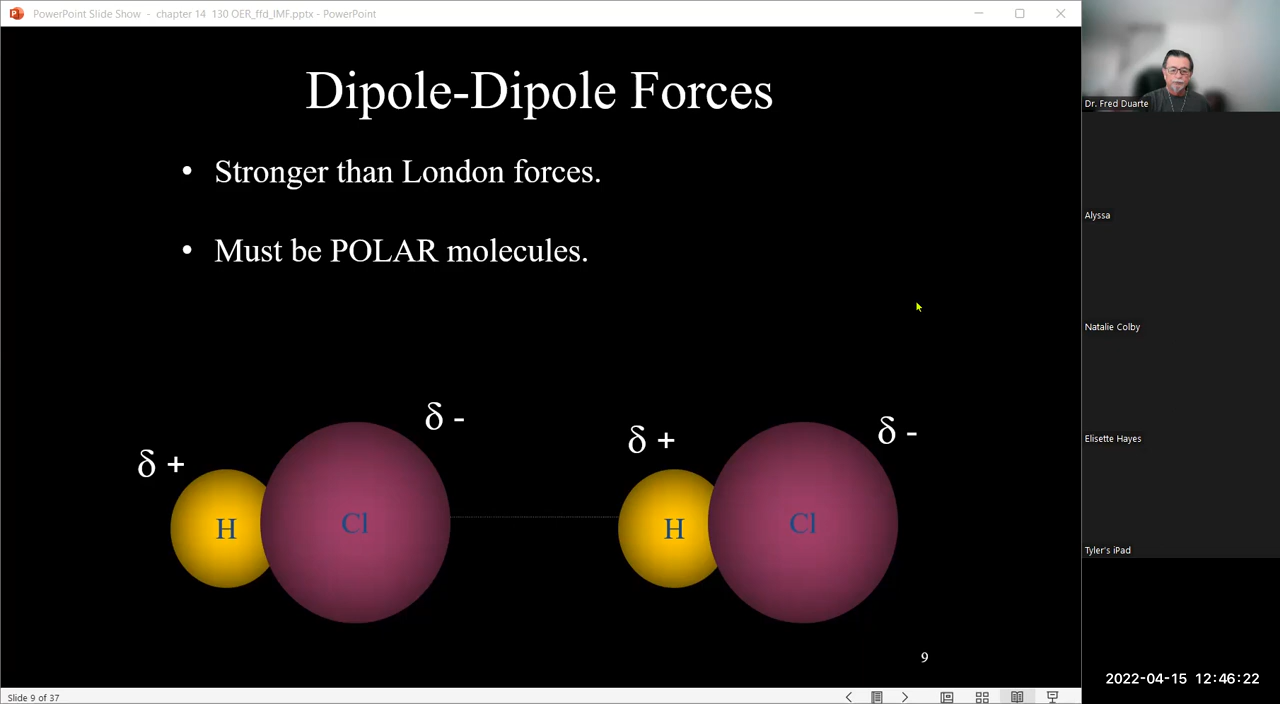 PowerPoint Slide Show - chapter 14 130 OER_ffd_IMF.pptx - PowerPoint
Dipole-Dipole Forces
• Stronger than London forces.
• Must be POLAR molecules.
δ + δ - δ + δ -
H Cl H Cl
9
Slide 9 of 37
Dr. Fred Duarte
Alyssa
Natalie Colby
Elisette Hayes
Tyler's iPad
2022-04-15 12:46:22